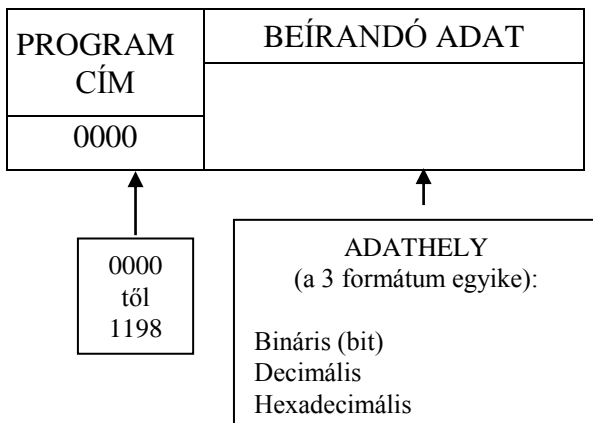 PROGRAM
CÍM
BEÍRANDÓ ADAT
0000
0000
től
1198
ADATHELY
(a 3 formátum egyike):
Bináris (bit)
Decimális
Hexadecimális